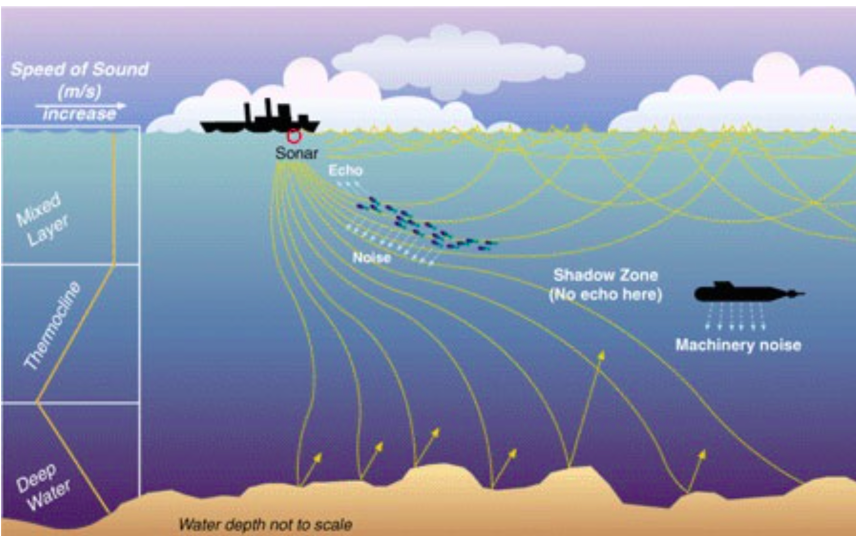 Speed of Sound
(m/s)
increase
Sonar
Echo
Mixed
Layer
Noise
Shadow Zone
(No echo here)
Thermocline
Machinery noise
Deep
Water
Water depth not to scale